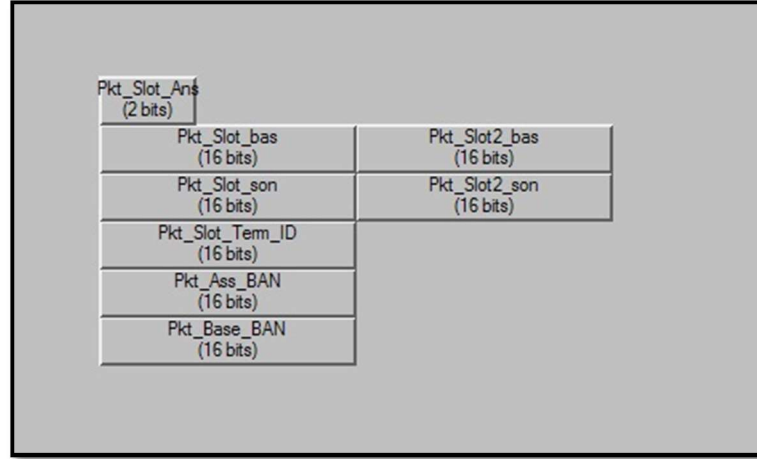 Pkt_Slot_Ans
(2 bits)
Pkt_Slot_bas
(16 bits)
Pkt_Slot2_bas
(16 bits)
Pkt_Slot_son
(16 bits)
Pkt_Slot2_son
(16 bits)
Pkt_Slot_Term_ID
(16 bits)
Pkt_Ass_BAN
(16 bits)
Pkt_Base_BAN
(16 bits)